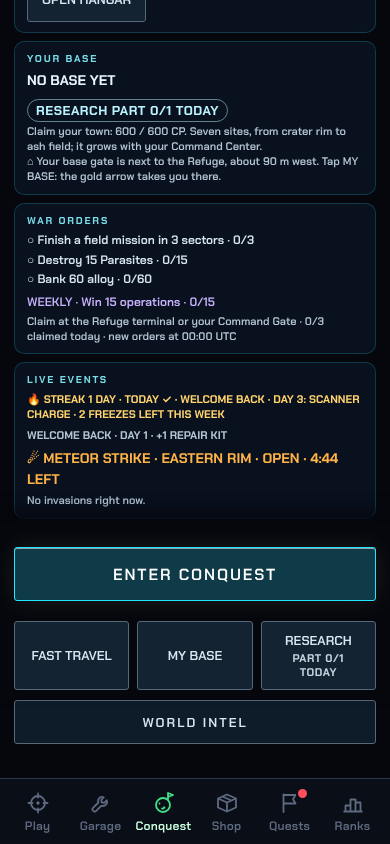 OPEN HANGAR
YOUR BASE
NO BASE YET
RESEARCH PART 0/1 TODAY
Claim your town: 600 / 600 CP. Seven sites, from crater rim to
ash field; it grows with your Command Center.
⌂ Your base gate is next to the Refuge, about 90 m west. Tap MY
BASE: the gold arrow takes you there.
WAR ORDERS
○ Finish a field mission in 3 sectors · 0/3
○ Destroy 15 Parasites · 0/15
○ Bank 60 alloy · 0/60
WEEKLY · Win 15 operations · 0/15
Claim at the Refuge terminal or your Command Gate · 0/3
claimed today · new orders at 00:00 UTC
LIVE EVENTS
🔥 STREAK 1 DAY · TODAY ✓ · WELCOME BACK · DAY 3: SCANNER
CHARGE · 2 FREEZES LEFT THIS WEEK
WELCOME BACK · DAY 1 · +1 REPAIR KIT
☄ METEOR STRIKE · EASTERN RIM · OPEN · 4:44
LEFT
No invasions right now.
ENTER CONQUEST
FAST TRAVEL
MY BASE
RESEARCH
PART 0/1
TODAY
WORLD INTEL
Play
Garage
Conquest
Shop
Quests
Ranks